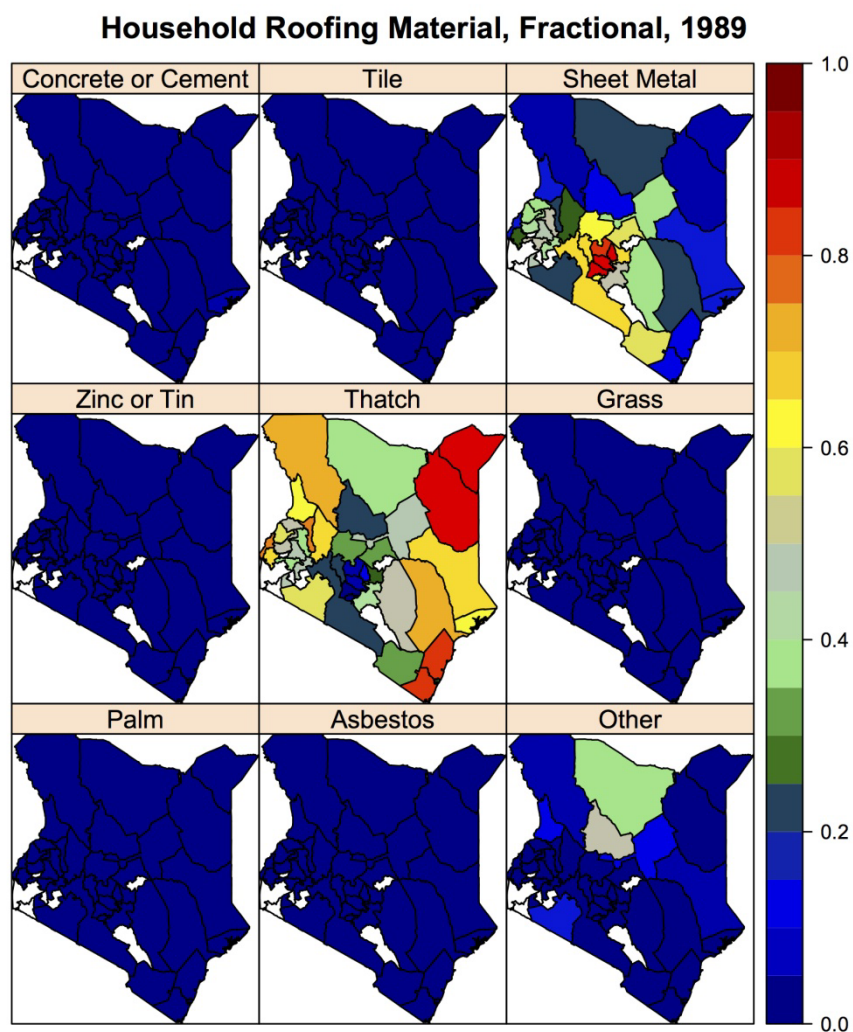 Household Roofing Material, Fractional, 1989
Concrete or Cement
Tile
Sheet Metal
Zinc or Tin
Thatch
Grass
Palm
Asbestos
Other
1.0
0.8
0.6
0.4
0.2
0.0